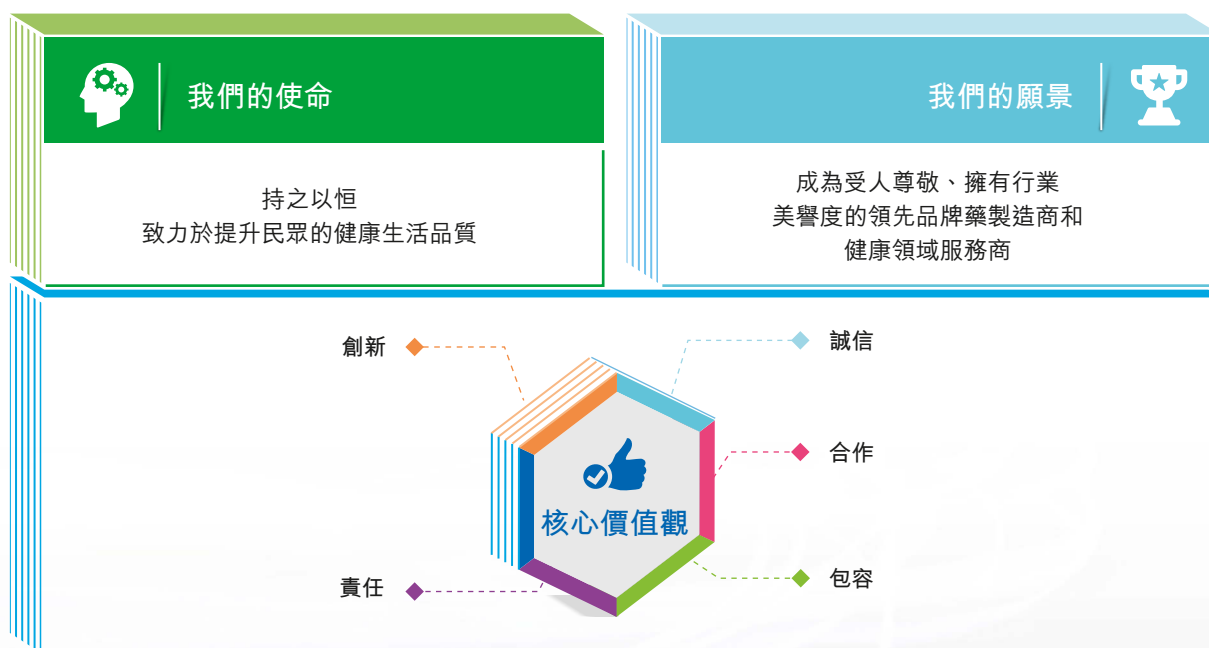 我們的使命
持之以恒
致力於提升民眾的健康生活品質
我們的願景
成為受人尊敬、擁有行業
美譽度的領先品牌藥製造商和
健康領域服務商
創新
誠信
合作
核心價值觀
責任
包容